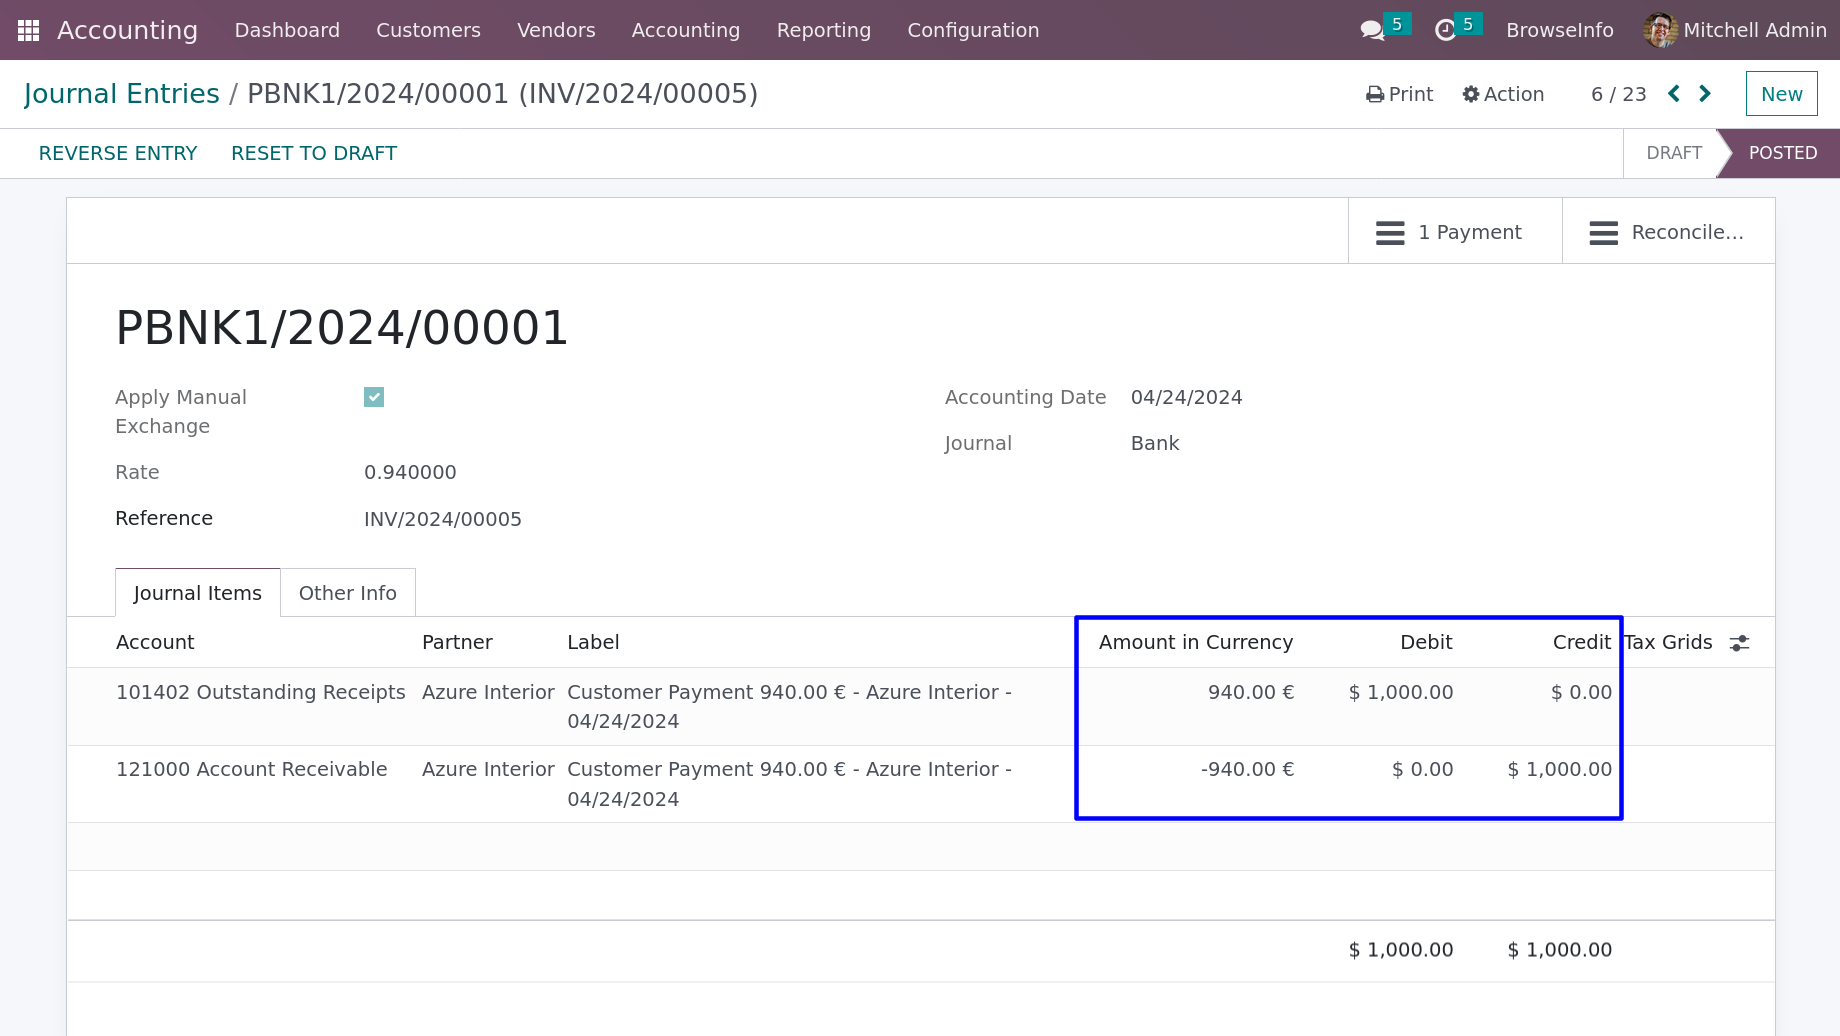 Accounting Dashboard Customers Vendors Accounting Reporting Configuration 5 5 BrowseInfo Mitchell Admin
Journal Entries / PBNK1/2024/00001 (INV/2024/00005) Print Action 6 / 23 New
REVERSE ENTRY RESET TO DRAFT DRAFT POSTED
1 Payment Reconcile...
PBNK1/2024/00001
Apply Manual Exchange
Accounting Date 04/24/2024
Journal Bank
Rate 0.940000
Reference INV/2024/00005
Journal Items Other Info
Account Partner Label Amount in Currency Debit Credit Tax Grids
101402 Outstanding Receipts Azure Interior Customer Payment 940.00 € - Azure Interior - 940.00 € $ 1,000.00 $ 0.00
04/24/2024
121000 Account Receivable Azure Interior Customer Payment 940.00 € - Azure Interior - -940.00 € $ 0.00 $ 1,000.00
04/24/2024
$ 1,000.00 $ 1,000.00